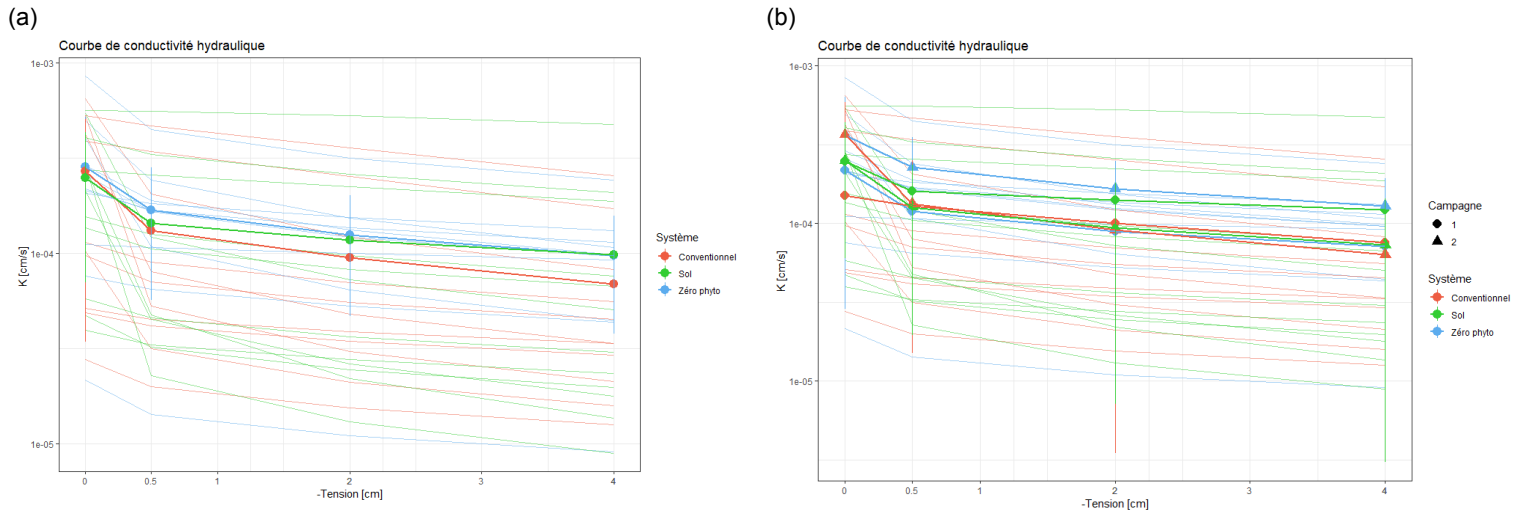 (a)
Courbe de conductivité hydraulique
1e-03
1e-04
1e-05
K [cm/s]
0 0.5 1 2 3 4
-Tension [cm]
Système
Conventionnel
Sol
Zéro phyto
(b)
Courbe de conductivité hydraulique
1e-03
1e-04
1e-05
K [cm/s]
0 0.5 1 2 3 4
-Tension [cm]
Campagne
1
2
Système
Conventionnel
Sol
Zéro phyto